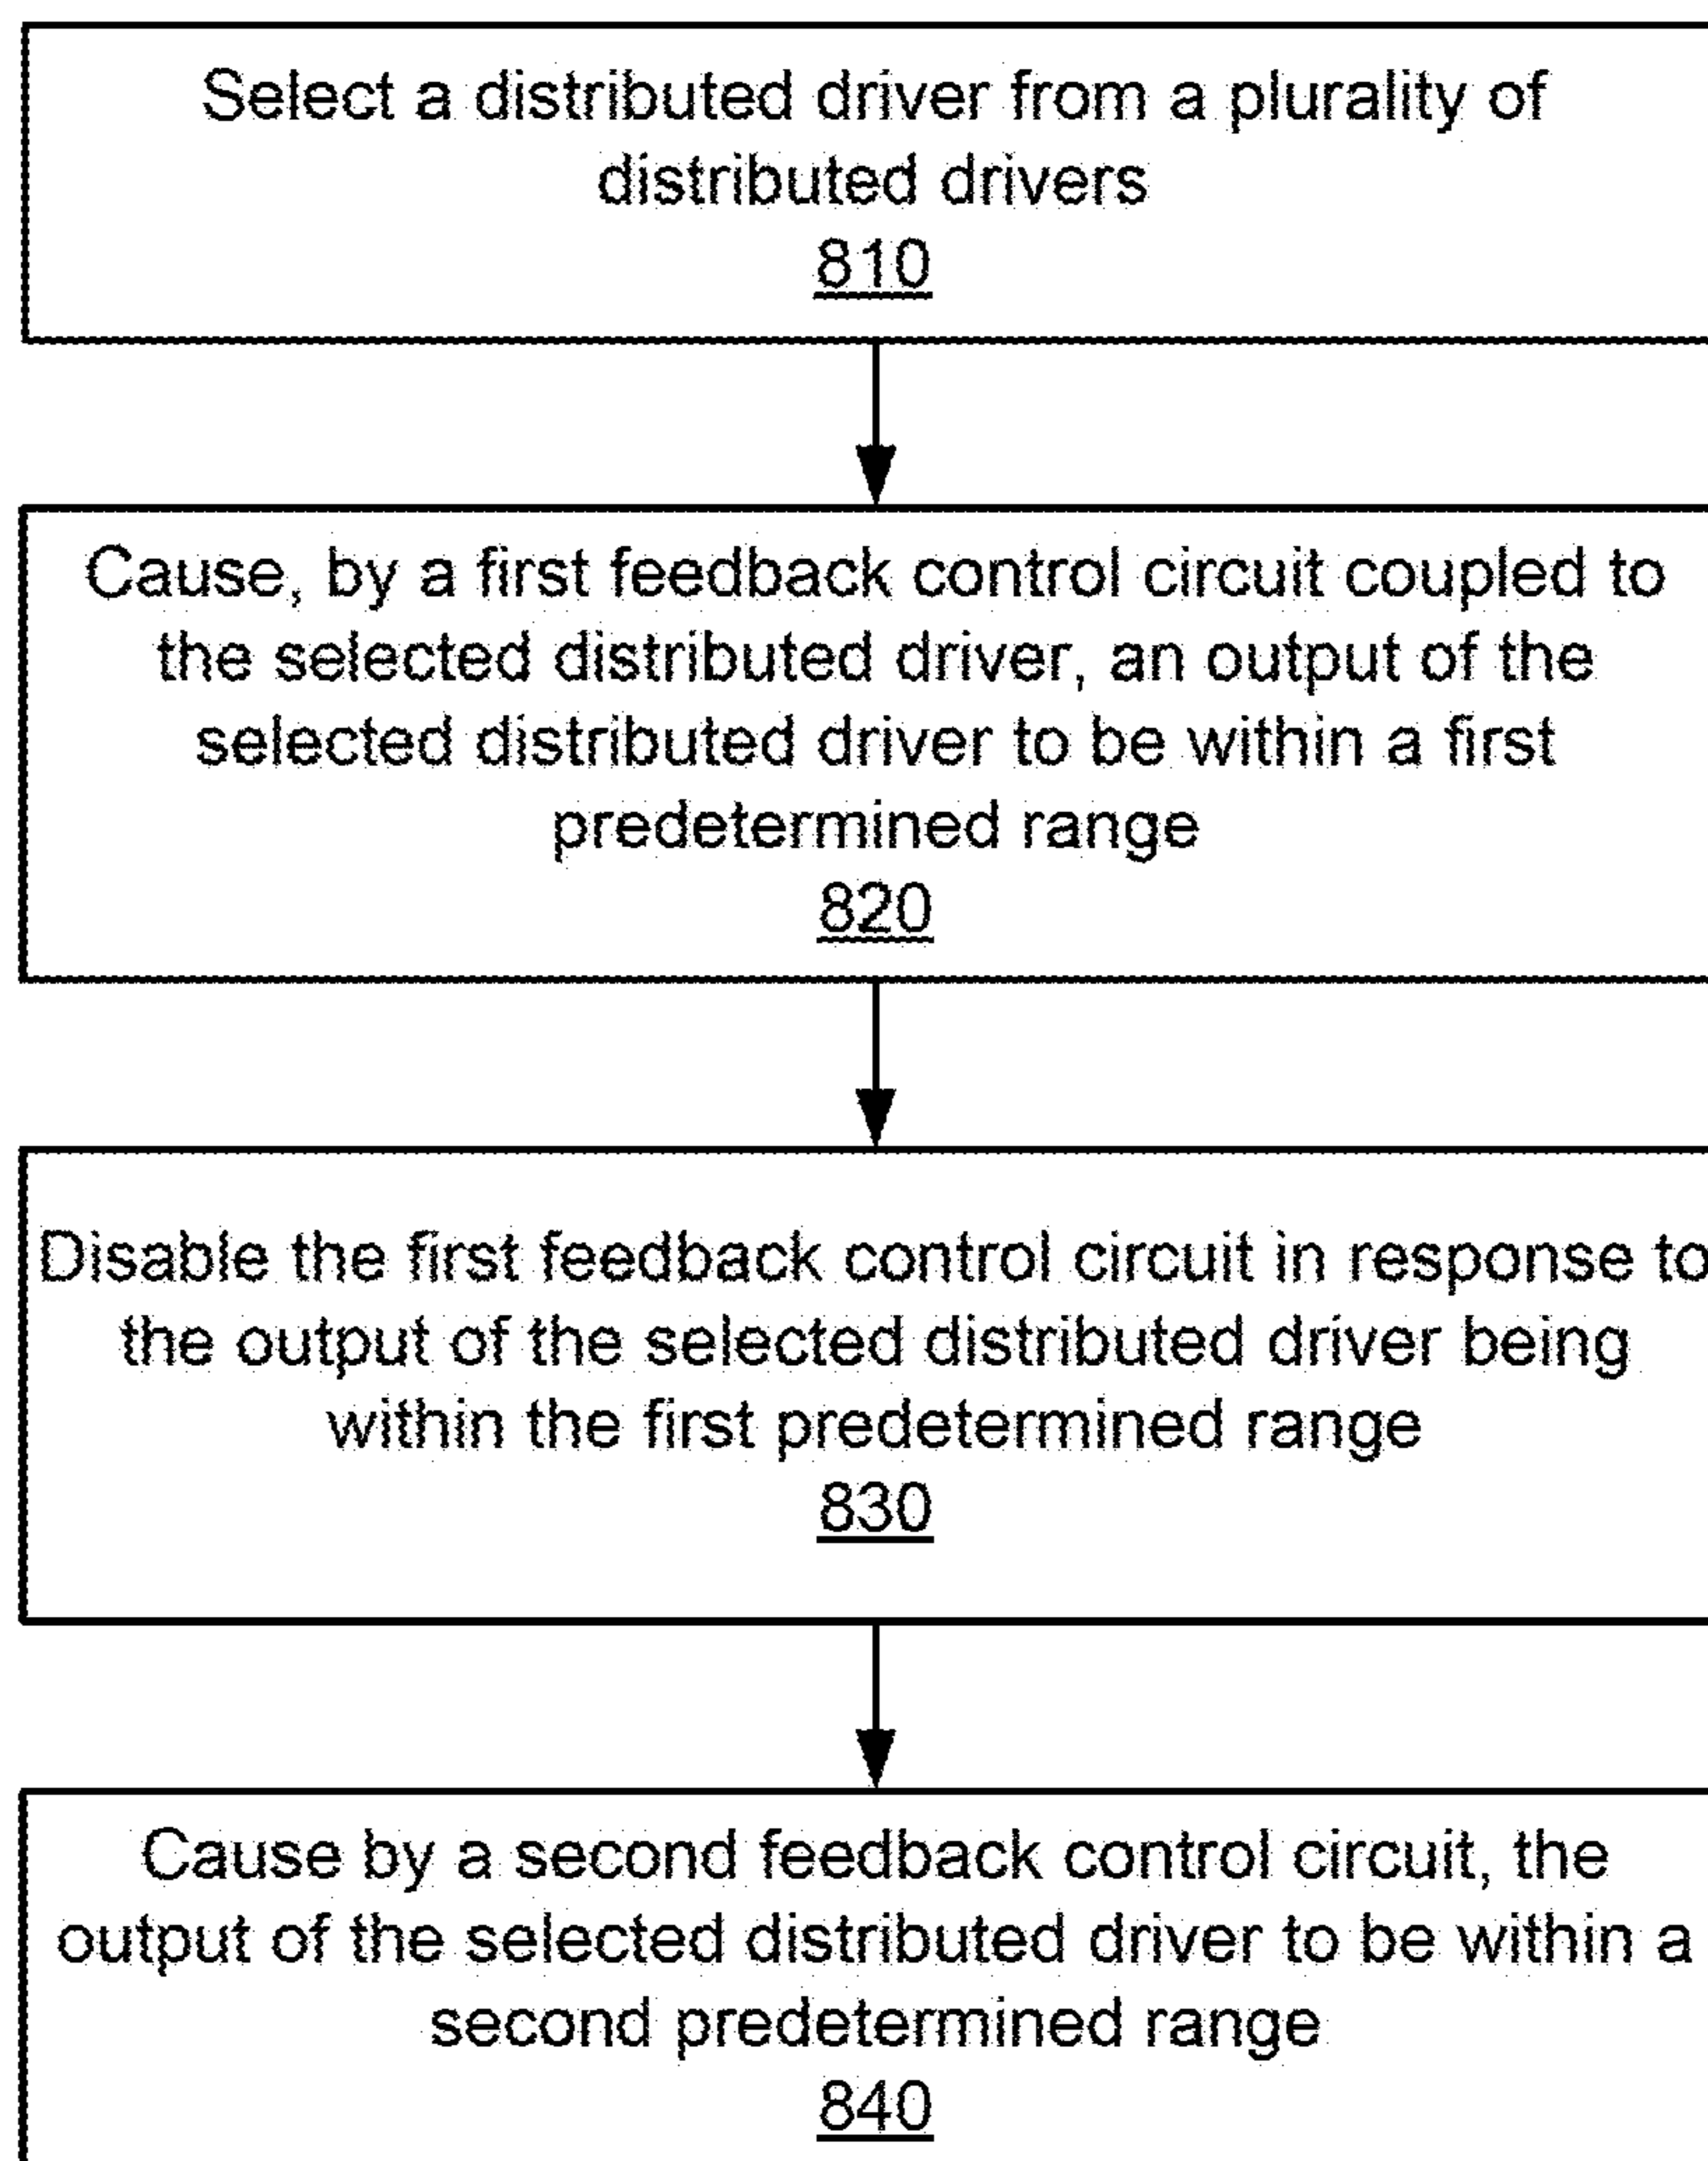 Select a distributed driver from a plurality of
distributed drivers
810
Cause, by a first feedback control circuit coupled to
the selected distributed driver, an output of the
selected distributed driver to be within a first
predetermined range
820
Disable the first feedback control circuit in response to
the output of the selected distributed driver being
within the first predetermined range
830
Cause by a second feedback control circuit, the
output of the selected distributed driver to be within a
second predetermined range
840